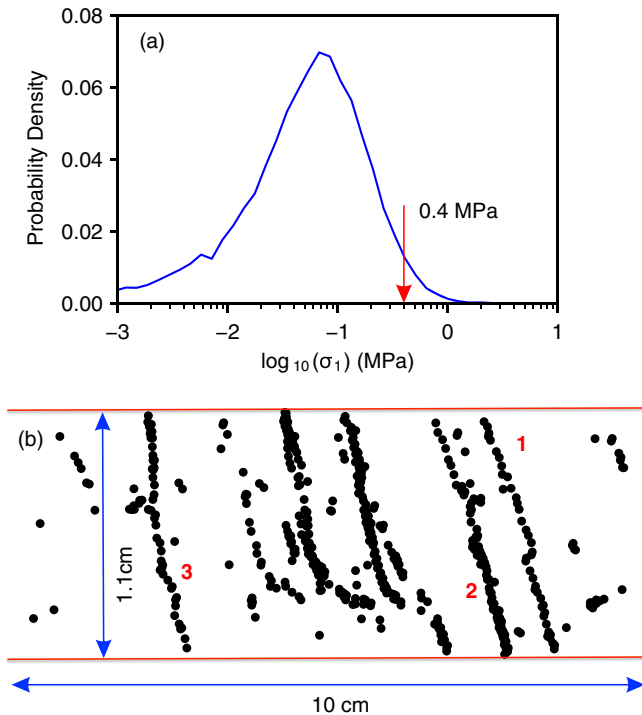 (a)
0.08
0.06
0.04
0.02
0.00
Probability Density
0.4 MPa
−3 −2 −1 0 1
log₁₀(σ₁) (MPa)
(b)
1
2
3
1.1cm
10 cm